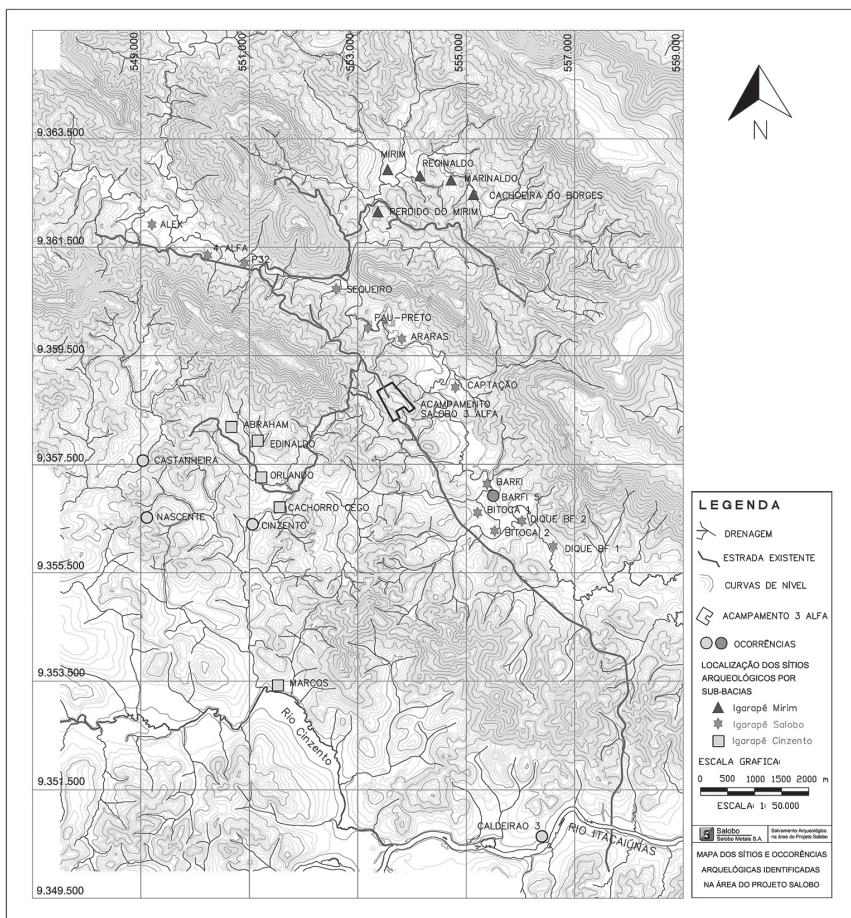 549.000
551.000
553.000
555.000
557.000
559.000
N
9.363.500
MIRIM
REGINALDO
MARINALDO
CACHOEIRA DO BORGES
PERDIDO DO MIRIM
ALEX
9.361.500
4 ALFA
P32
SEQUEIRO
PAU-PRETO
ARARAS
9.359.500
CAPTAÇÃO
ACAMPAMENTO
SALOBO 3 ALFA
ABRAHAM
EDINALDO
9.357.500
CASTANHEIRA
ORLANDO
BARFI
BARFI 5
CACHORRO CEGO
NASCENTE
CINZENTO
BITOCA 1
DIQUE BF 2
BITOCA 2
DIQUE BF 1
9.355.500
9.353.500
MARCOS
Rio Cinzento
9.351.500
CALDEIRAO 3
RIO ITACAIÚNAS
9.349.500
LEGENDA
DRENAGEM
ESTRADA EXISTENTE
CURVAS DE NÍVEL
ACAMPAMENTO 3 ALFA
OCORRÊNCIAS
LOCALIZAÇÃO DOS SÍTIOS
ARQUEOLÓGICOS POR
SUB-BACIAS
Igarapé Mirim
Igarapé Salobo
Igarapé Cinzento
ESCALA GRAFICA:
0 500 1000 1500 2000 m
ESCALA: 1: 50.000
Salobo
Salobo Metais S.A.
Salvamento Arqueológico
na área do Projeto Salobo
MAPA DOS SÍTIOS E OCCORRÊNCIAS
ARQUELÓGICAS IDENTIFICADAS
NA ÁREA DO PROJETO SALOBO